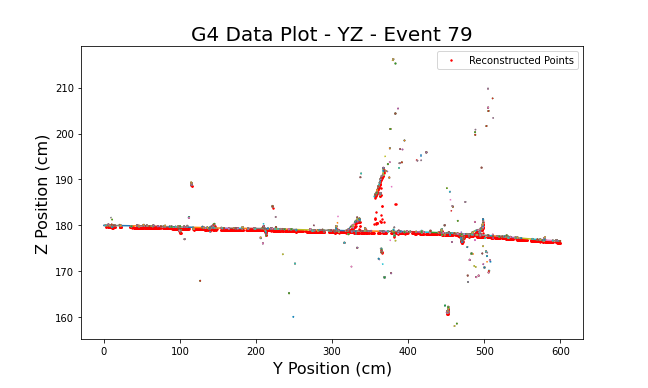 G4 Data Plot - YZ - Event 79
Reconstructed Points
Z Position (cm)
210
200
190
180
170
160
0 100 200 300 400 500 600
Y Position (cm)